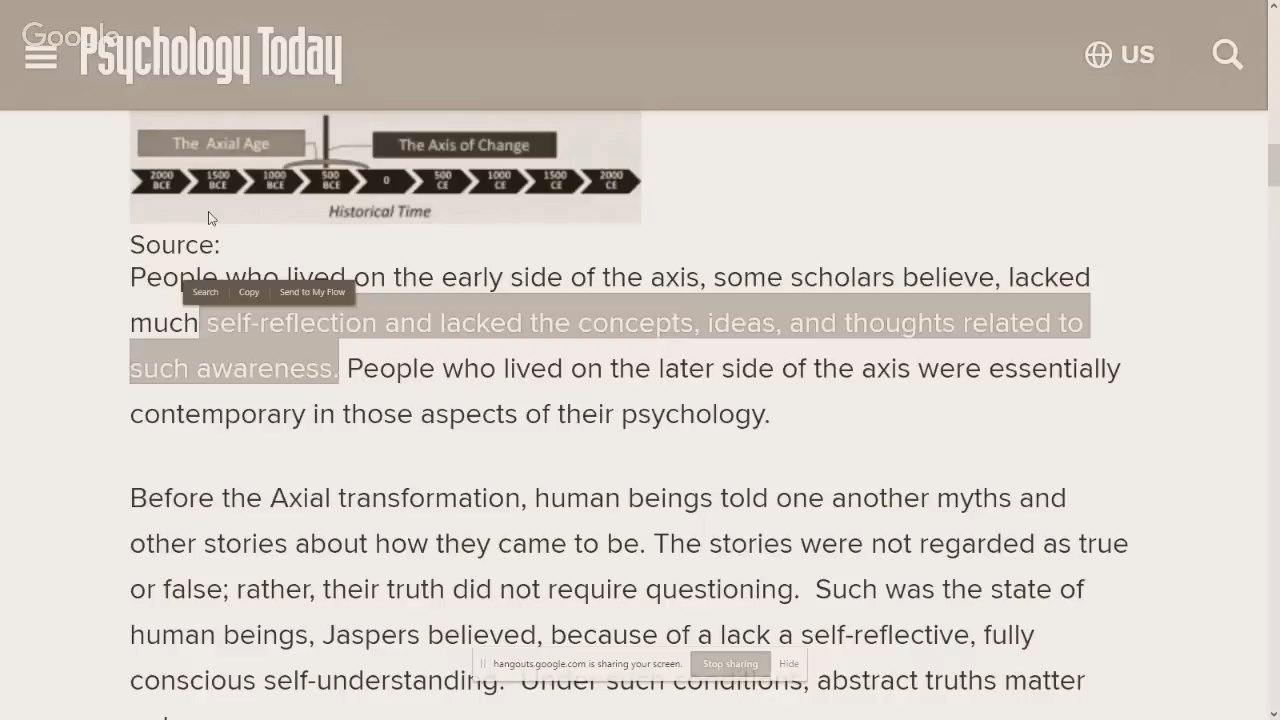 Google
Psychology Today
US
The Axial Age
The Axis of Change
2000 BCE
1500 BCE
1000 BCE
500 BCE
0
500 CE
1000 CE
1500 CE
2000 CE
Historical Time
Source:
People who lived on the early side of the axis, some scholars believe, lacked
Search
Copy
Send to My Flow
much self-reflection and lacked the concepts, ideas, and thoughts related to
such awareness. People who lived on the later side of the axis were essentially
contemporary in those aspects of their psychology.
Before the Axial transformation, human beings told one another myths and
other stories about how they came to be. The stories were not regarded as true
or false; rather, their truth did not require questioning. Such was the state of
human beings, Jaspers believed, because of a lack a self-reflective, fully
hangouts.google.com is sharing your screen.
Stop sharing
Hide
conscious self-understanding. Under such conditions, abstract truths matter